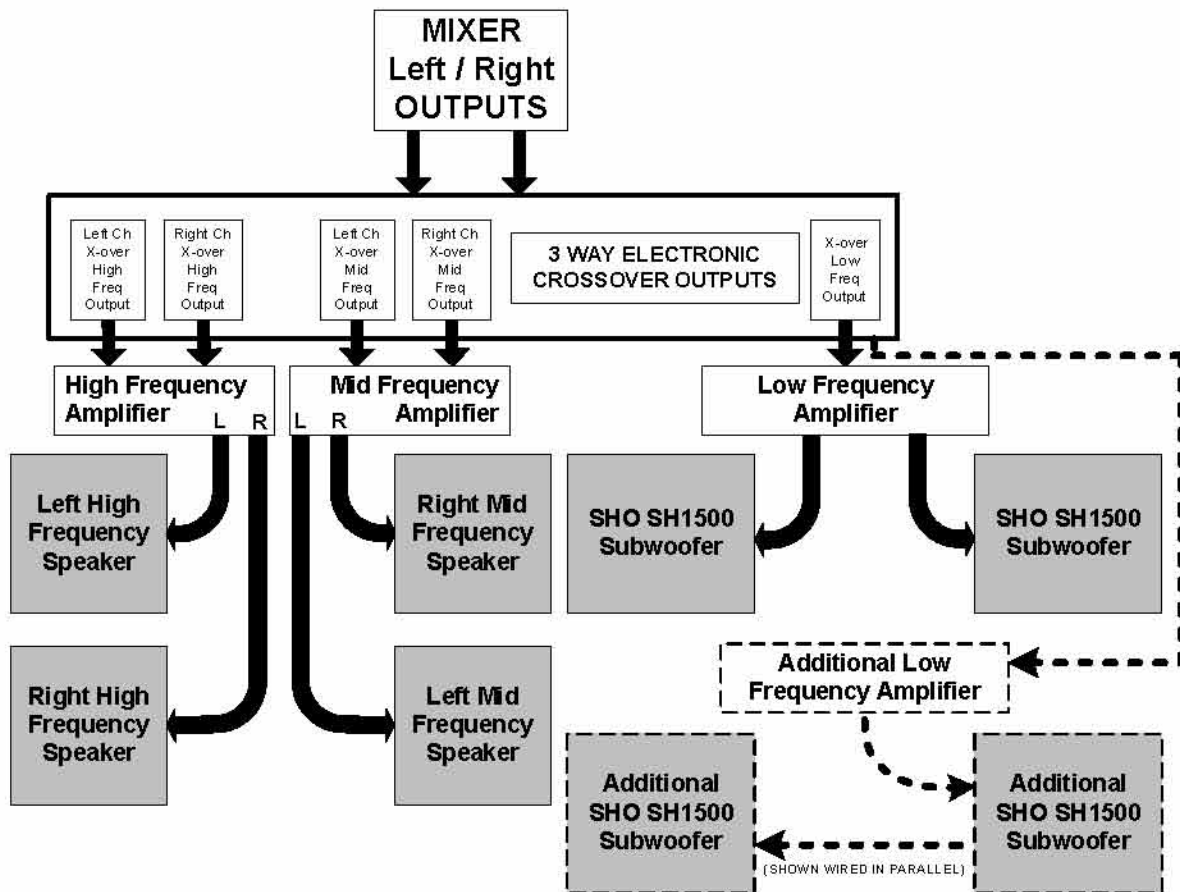 MIXER
Left / Right
OUTPUTS
Left Ch
X-over
High
Freq
Output
Right Ch
X-over
High
Freq
Output
Left Ch
X-over
Mid
Freq
Output
Right Ch
X-over
Mid
Freq
Output
3 WAY ELECTRONIC
CROSSOVER OUTPUTS
X-over
Low
Freq
Output
High Frequency
Amplifier
L R
Mid Frequency
Amplifier
L R
Low Frequency
Amplifier
Left High
Frequency
Speaker
Right Mid
Frequency
Speaker
SHO SH1500
Subwoofer
SHO SH1500
Subwoofer
Right High
Frequency
Speaker
Left Mid
Frequency
Speaker
Additional Low
Frequency Amplifier
Additional
SHO SH1500
Subwoofer
Additional
SHO SH1500
Subwoofer
(SHOWN WIRED IN PARALLEL)